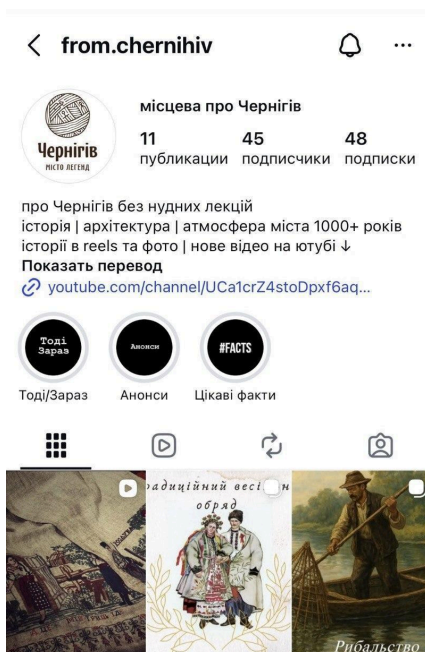 from.chernihiv
Чернігів
МІСТО ЛЕГЕНД
місцева про Чернігів
11 45 48
публикации подписчики подписки
про Чернігів без нудних лекцій
історія | архітектура | атмосфера міста 1000+ років
історії в reels та фото | нове відео на ютубі ↓
Показать перевод
youtube.com/channel/UCa1crZ4stoDpxf6aq...
Тоді
Зараз
Анонси
#FACTS
Тоді/Зараз Анонси Цікаві факти
обряд
Рибальство